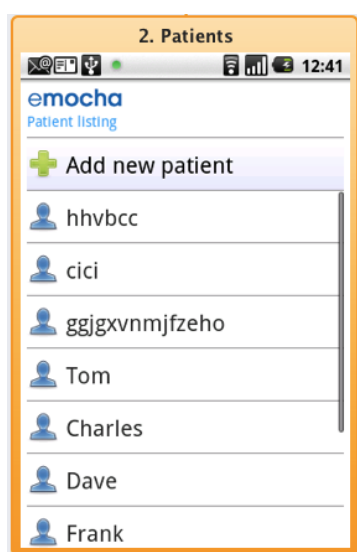 2. Patients
12:41
emocha
Patient listing
Add new patient
hhvbcc
cici
ggjgxvnmjfzeho
Tom
Charles
Dave
Frank